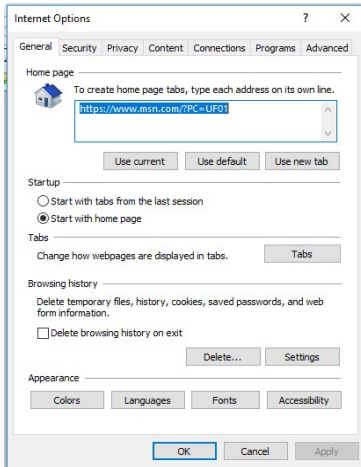 Internet Options
?
X
General Security Privacy Content Connections Programs Advanced
Home page
To create home page tabs, type each address on its own line.
https://www.msn.com/?PC=UF01
Use current Use default Use new tab
Startup
Start with tabs from the last session
Start with home page
Tabs
Change how webpages are displayed in tabs. Tabs
Browsing history
Delete temporary files, history, cookies, saved passwords, and web
form information.
Delete browsing history on exit
Delete... Settings
Appearance
Colors Languages Fonts Accessibility
OK Cancel Apply